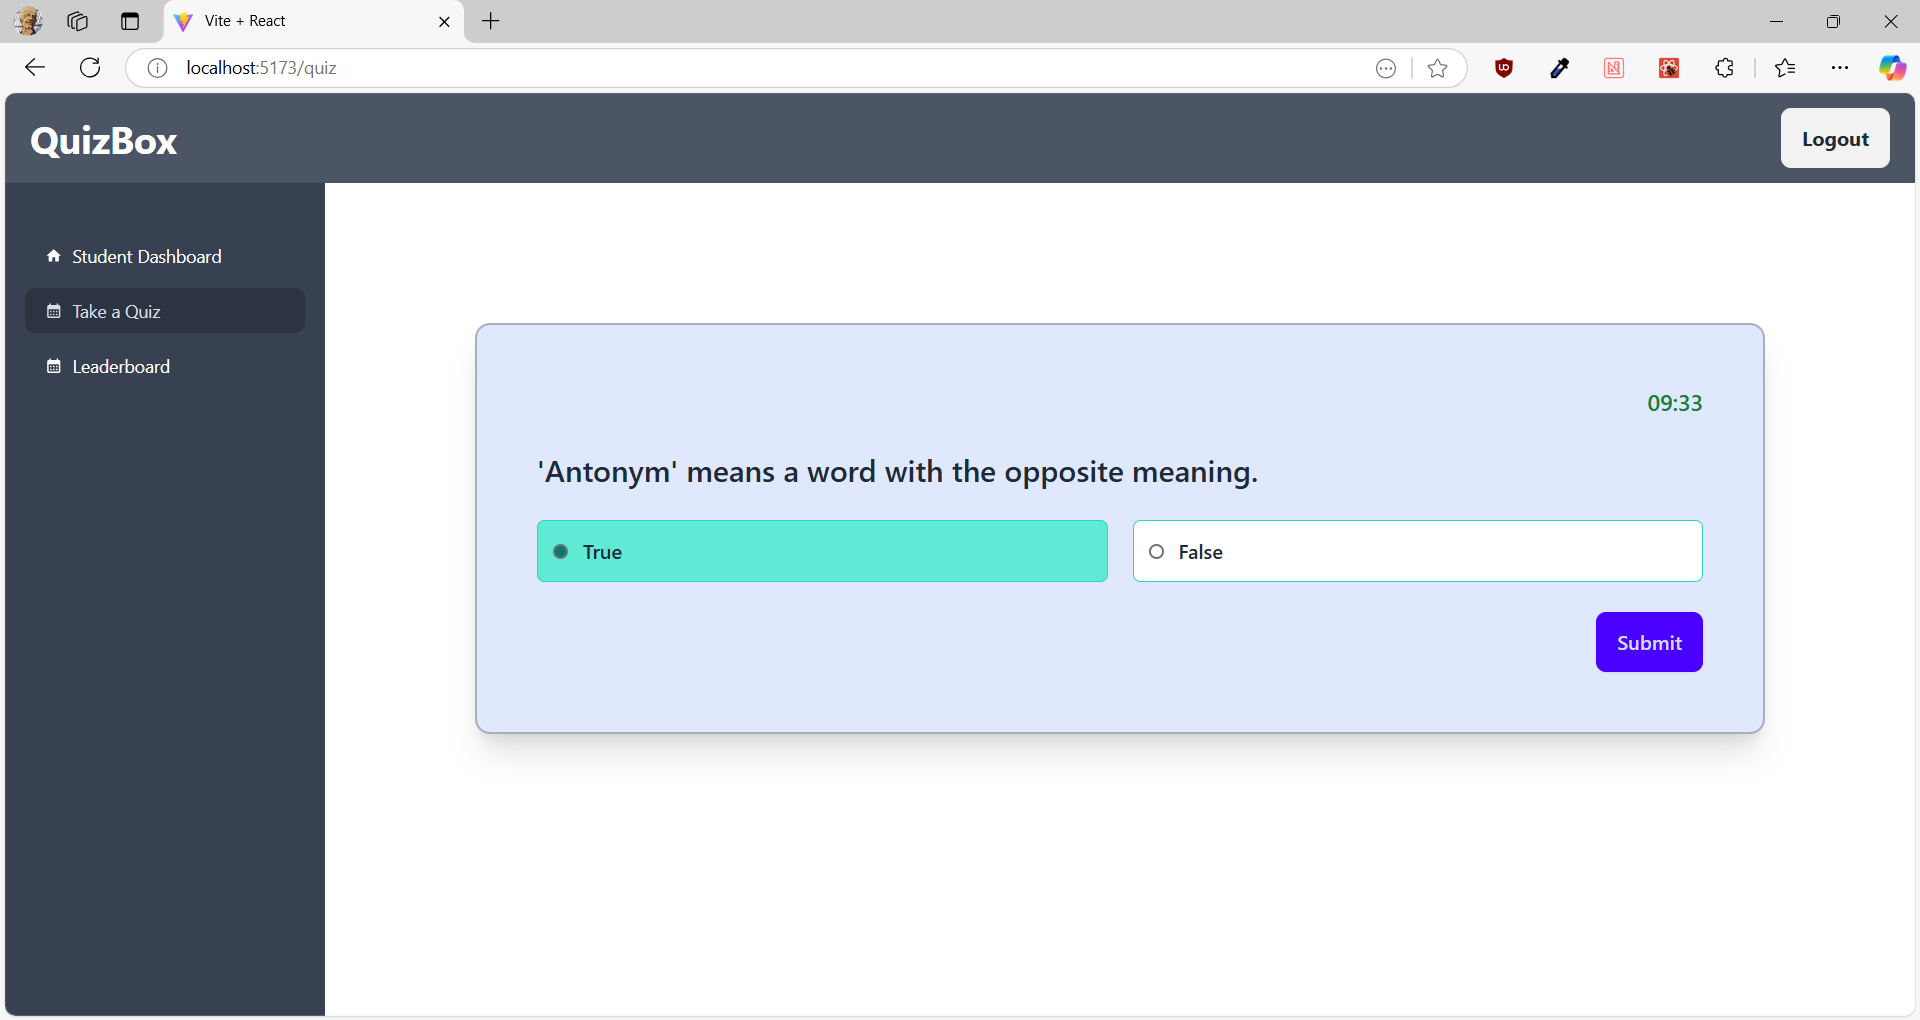 Vite + React
localhost:5173/quiz
QuizBox
Logout
Student Dashboard
Take a Quiz
Leaderboard
09:33
'Antonym' means a word with the opposite meaning.
True
False
Submit